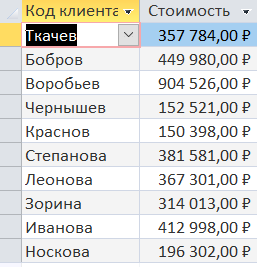 Код клиента Стоимость
Ткачев 357 784,00 ₽
Бобров 449 980,00 ₽
Воробьев 904 526,00 ₽
Чернышев 152 521,00 ₽
Краснов 150 398,00 ₽
Степанова 381 581,00 ₽
Леонова 367 301,00 ₽
Зорина 314 013,00 ₽
Иванова 412 998,00 ₽
Носкова 196 302,00 ₽